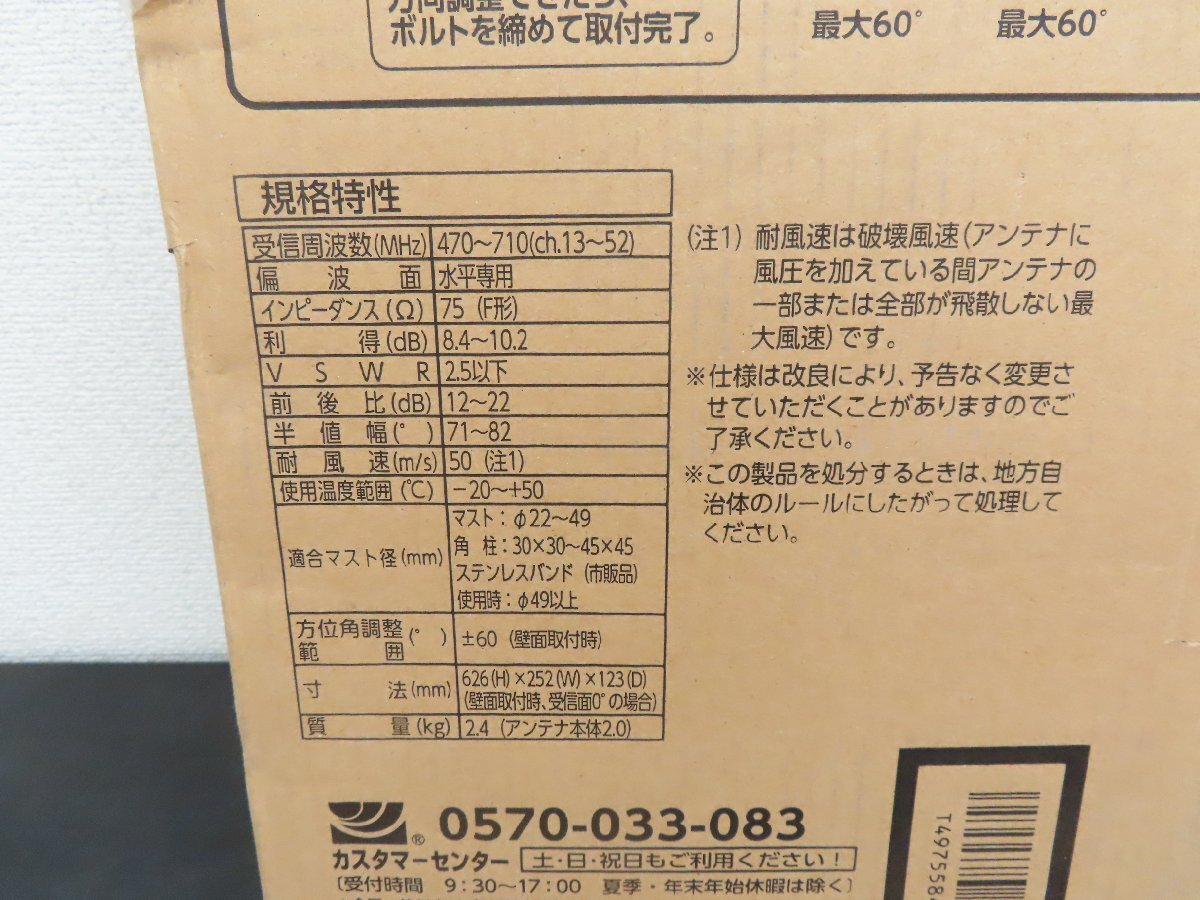 方向調整できたら、
ボルトを締めて取付完了。
最大60° 最大60°
規格特性
受信周波数(MHz) 470～710(ch.13～52)
偏波面 水平専用
インピーダンス(Ω) 75 (F形)
利得(dB) 8.4～10.2
VSWR 2.5以下
前後比(dB) 12～22
半値幅(°) 71～82
耐風速(m/s) 50 (注1)
使用温度範囲(℃) −20～+50
適合マスト径(mm)
マスト：φ22～49
角柱：30×30～45×45
ステンレスバンド (市販品)
使用時：φ49以上
方位角調整範囲(°) ±60 (壁面取付時)
寸法(mm) 626(H)×252(W)×123(D)
(壁面取付時、受信面0°の場合)
質量(kg) 2.4 (アンテナ本体2.0)
(注1) 耐風速は破壊風速(アンテナに
風圧を加えている間アンテナの
一部または全部が飛散しない最
大風速)です。
※仕様は改良により、予告なく変更さ
せていただくことがありますのでご
了承ください。
※この製品を処分するときは、地方自
治体のルールにしたがって処理して
ください。
® 0570-033-083
カスタマーセンター 土・日・祝日もご利用ください！
〔受付時間 9:30～17:00 夏季・年末年始休暇は除く〕
T4975584